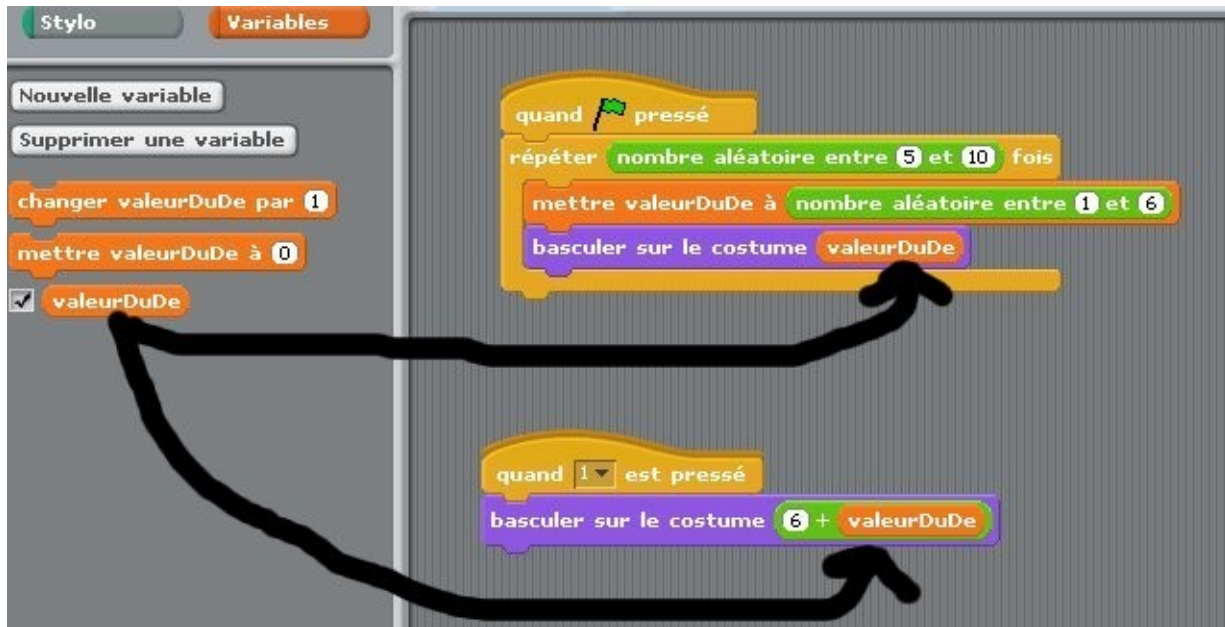 Stylo Variables
Nouvelle variable
Supprimer une variable
changer valeurDuDe par 1
mettre valeurDuDe à 0
valeurDuDe
quand pressé
répéter nombre aléatoire entre 5 et 10 fois
mettre valeurDuDe à nombre aléatoire entre 1 et 6
basculer sur le costume valeurDuDe
quand 1 est pressé
basculer sur le costume 6 + valeurDuDe